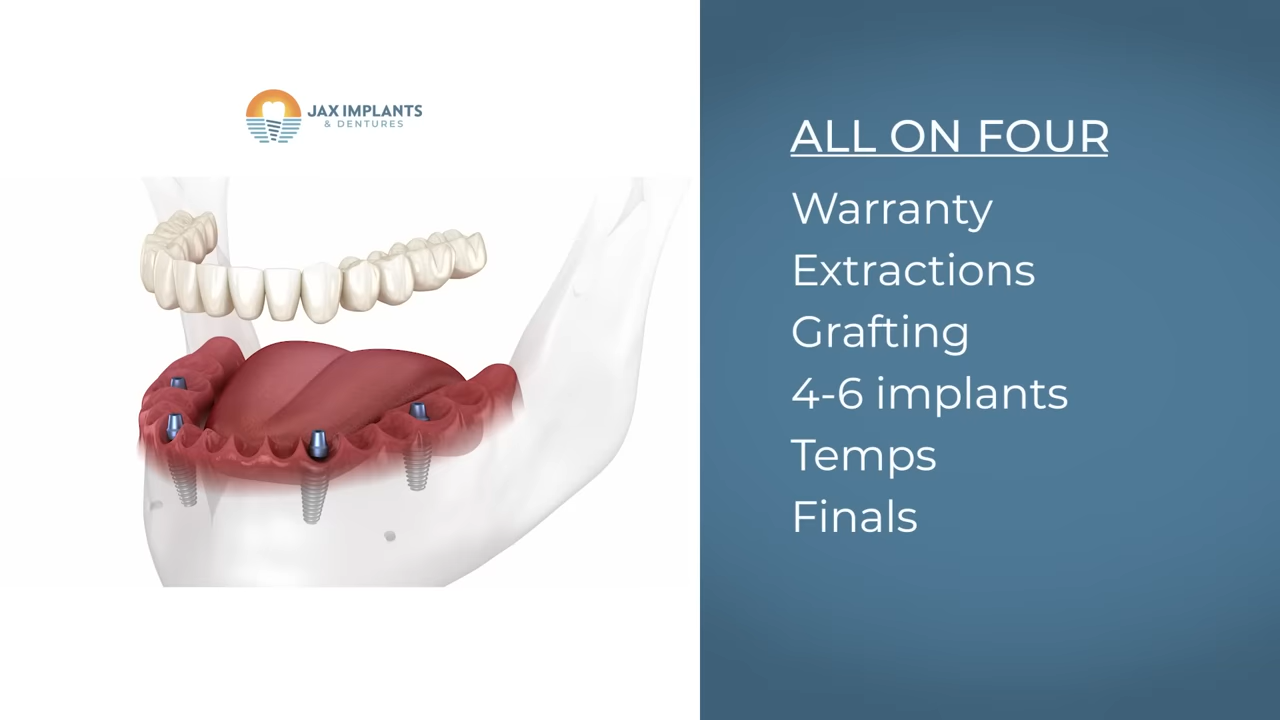 JAX IMPLANTS
& DENTURES
ALL ON FOUR
Warranty
Extractions
Grafting
4-6 implants
Temps
Finals